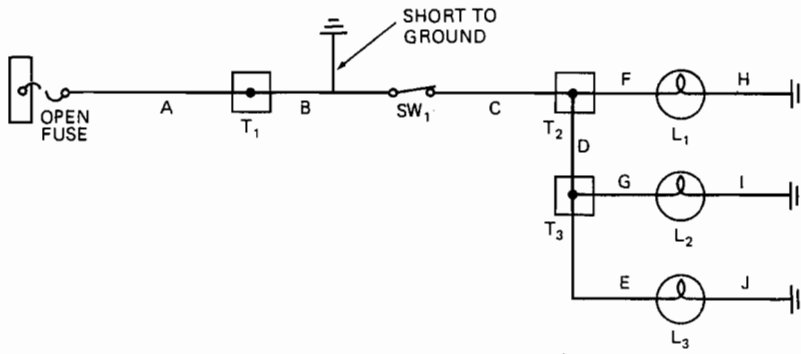 SHORT TO
GROUND
OPEN
FUSE
A
T₁
B
SW₁
C
T₂
F
L₁
H
D
T₃
G
L₂
I
E
L₃
J